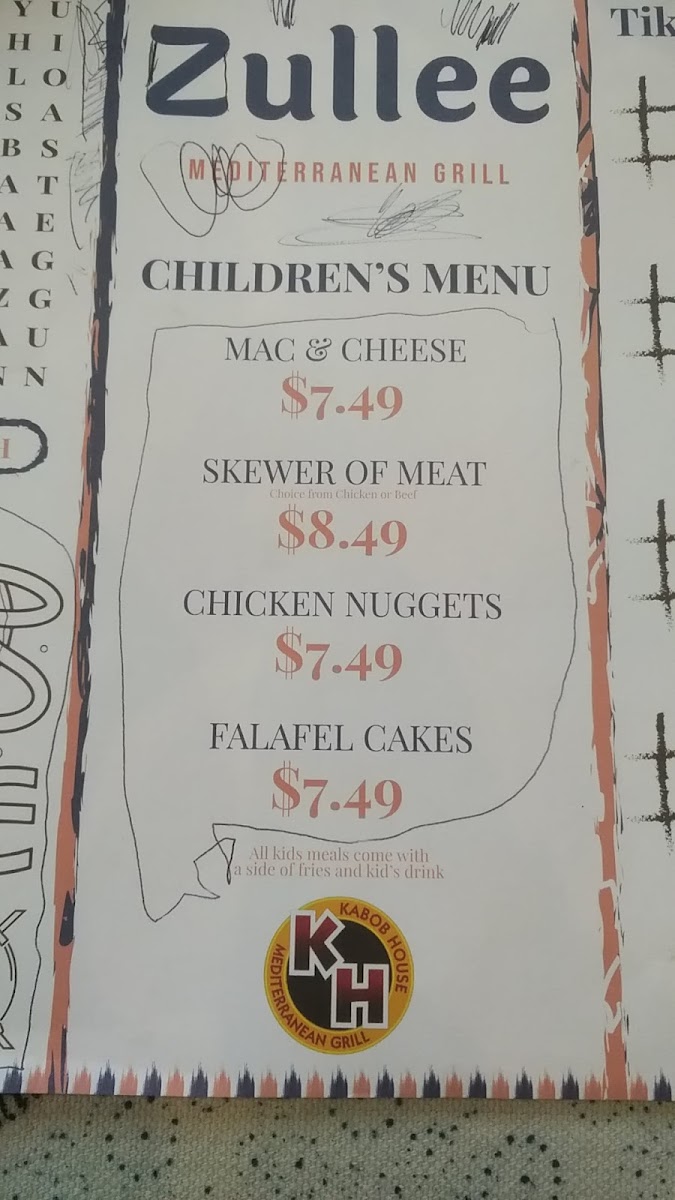 Y U
H I
L O
S A
B S
A T
A E
A G
Z G
A U
N N
H
Zullee
MEDITERRANEAN GRILL
CHILDREN'S MENU
MAC & CHEESE
$7.49
SKEWER OF MEAT
Choice from Chicken or Beef
$8.49
CHICKEN NUGGETS
$7.49
FALAFEL CAKES
$7.49
All kids meals come with
a side of fries and kid's drink
KABOB HOUSE
KH
MEDITERRANEAN GRILL
Tik